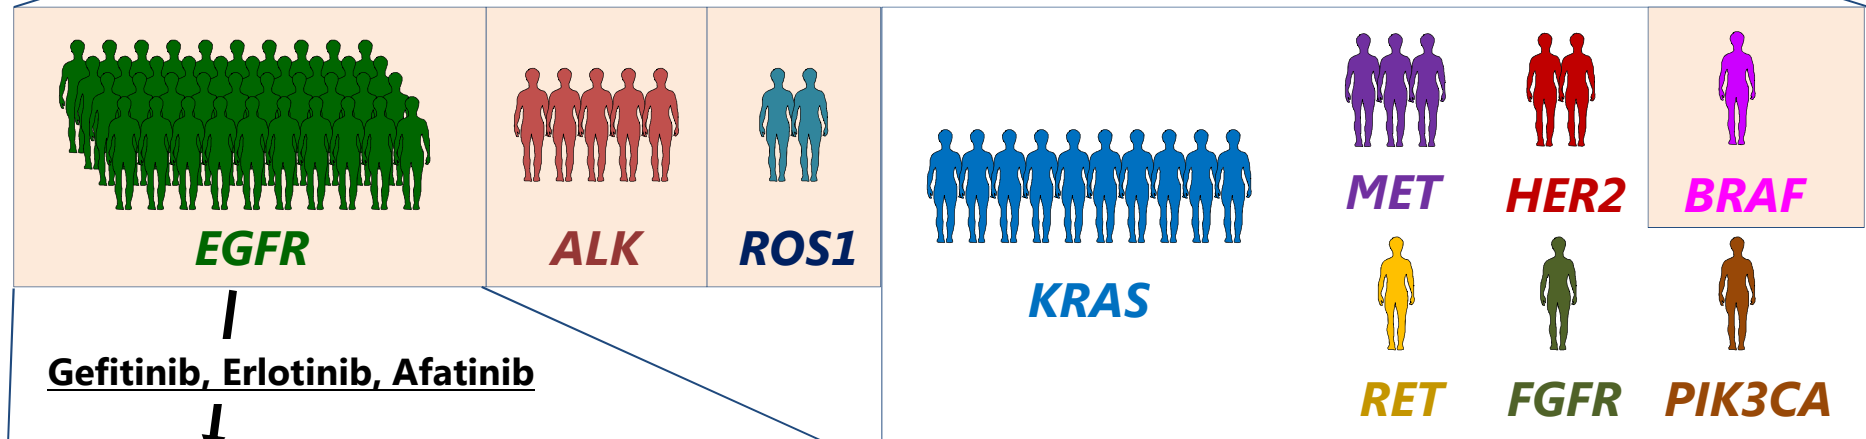 EGFR
ALK
ROS1
KRAS
MET
HER2
BRAF
RET
FGFR
PIK3CA
Gefitinib, Erlotinib, Afatinib